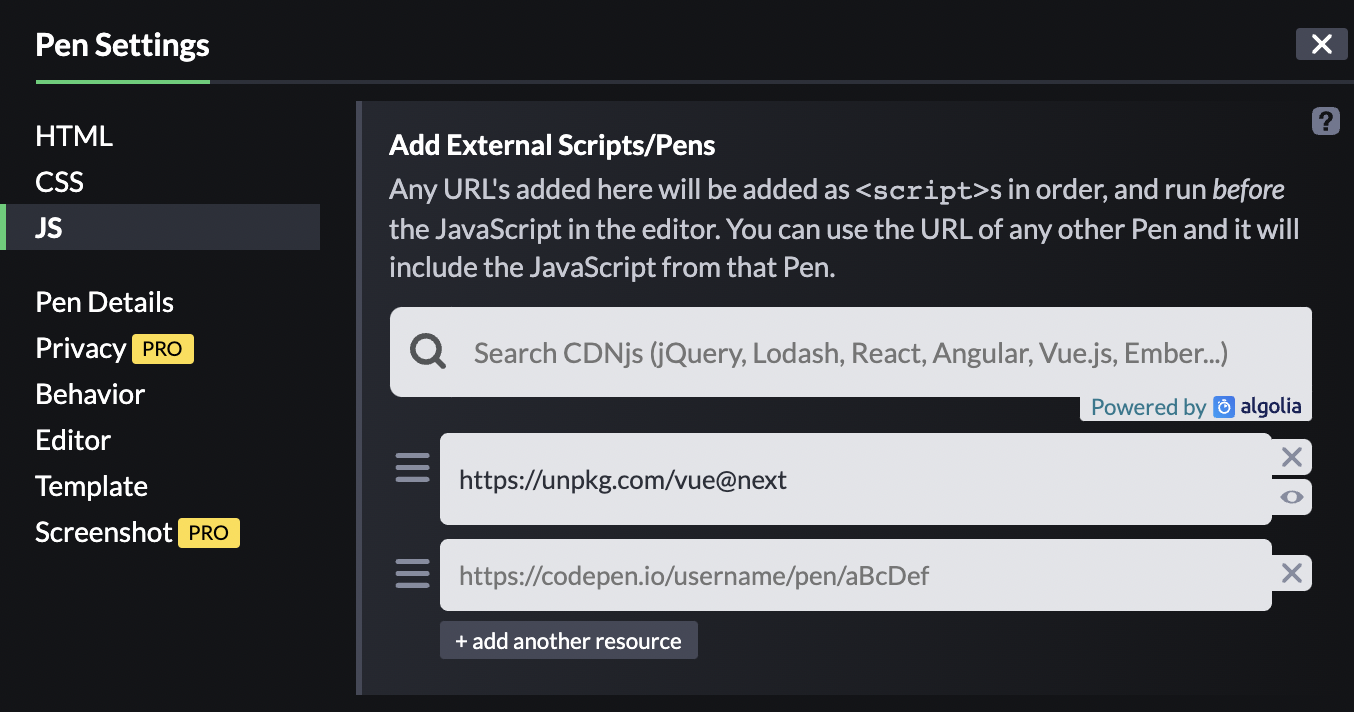 Pen Settings
HTML
CSS
JS
Pen Details
Privacy PRO
Behavior
Editor
Template
Screenshot PRO
?
Add External Scripts/Pens
Any URL's added here will be added as <script>s in order, and run before
the JavaScript in the editor. You can use the URL of any other Pen and it will
include the JavaScript from that Pen.
Search CDNjs (jQuery, Lodash, React, Angular, Vue.js, Ember...)
Powered by algolia
https://unpkg.com/vue@next
https://codepen.io/username/pen/aBcDef
+ add another resource